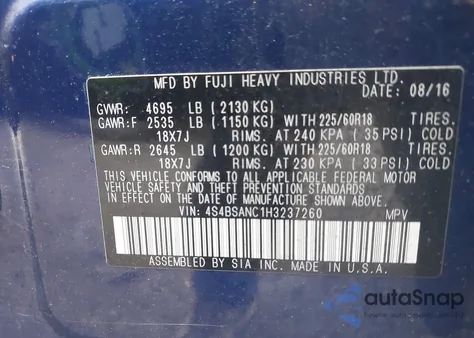 MFD BY FUJI HEAVY INDUSTRIES LTD.
DATE: 08/16
GVWR: 4695 LB ( 2130 KG)
GAWR:F 2535 LB ( 1150 KG) WITH 225/60R18 TIRES.
18X7J RIMS. AT 240 KPA ( 35 PSI) COLD
GAWR:R 2645 LB ( 1200 KG) WITH 225/60R18 TIRES.
18X7J RIMS. AT 230 KPA ( 33 PSI) COLD
THIS VEHICLE CONFORMS TO ALL APPLICABLE FEDERAL MOTOR
VEHICLE SAFETY AND THEFT PREVENTION STANDARDS IN
EFFECT ON THE DATE OF MANUFACTURE SHOWN ABOVE.
VIN: 4S4BSANC1H3237260 MPV
ASSEMBLED BY SIA INC. MADE IN U.S.A.
autoSnap